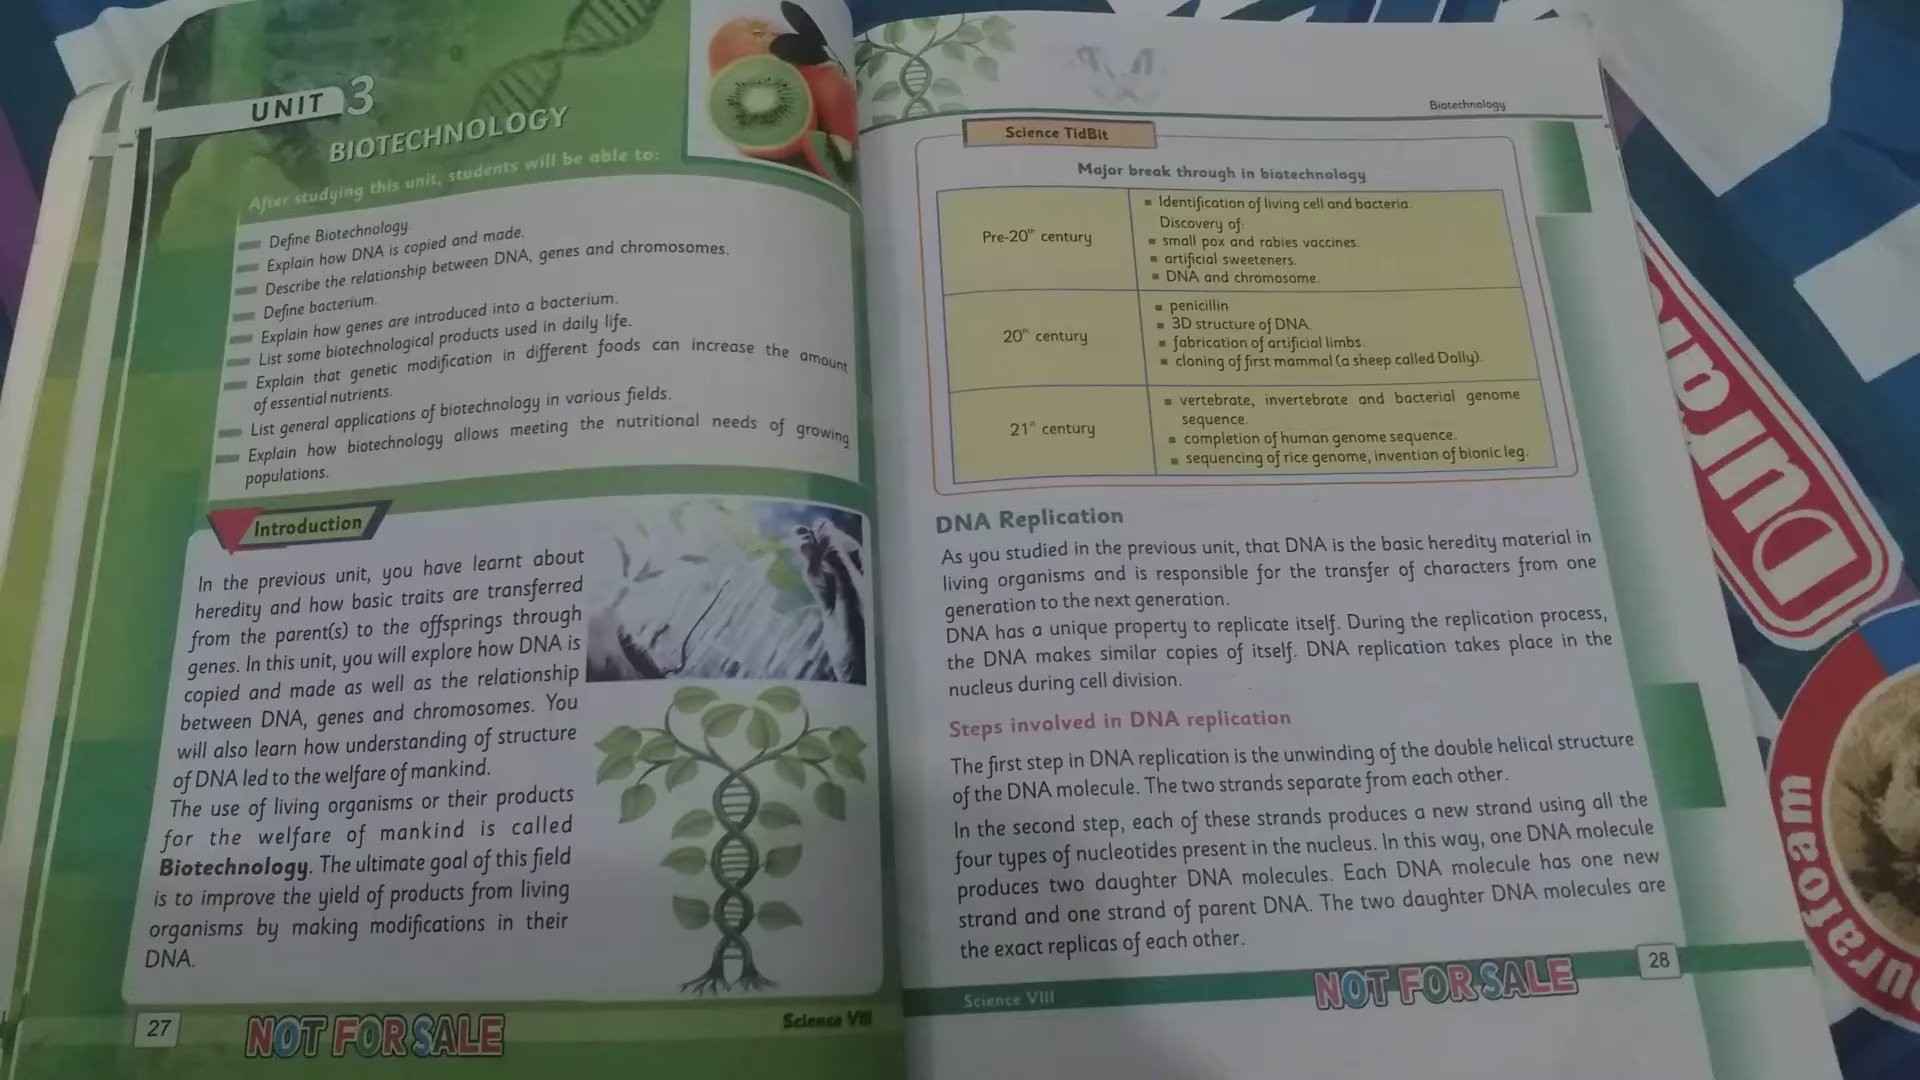 UNIT 3
BIOTECHNOLOGY
After studying this unit, students will be able to:
Define Biotechnology.
Explain how DNA is copied and made.
Describe the relationship between DNA, genes and chromosomes.
Define bacterium.
Explain how genes are introduced into a bacterium.
List some biotechnological products used in daily life.
Explain that genetic modification in different foods can increase the amount
of essential nutrients.
List general applications of biotechnology in various fields.
Explain how biotechnology allows meeting the nutritional needs of growing
populations.
Introduction
In the previous unit, you have learnt about
heredity and how basic traits are transferred
from the parent(s) to the offsprings through
genes. In this unit, you will explore how DNA is
copied and made as well as the relationship
between DNA, genes and chromosomes. You
will also learn how understanding of structure
of DNA led to the welfare of mankind.
The use of living organisms or their products
for the welfare of mankind is called
Biotechnology. The ultimate goal of this field
is to improve the yield of products from living
organisms by making modifications in their
DNA.
27
NOT FOR SALE
Science VIII
Biotechnology
Science TidBit
Major break through in biotechnology
Pre-20th century
Identification of living cell and bacteria.
Discovery of:
small pox and rabies vaccines.
artificial sweeteners.
DNA and chromosome.
20th century
penicillin
3D structure of DNA.
fabrication of artificial limbs.
cloning of first mammal (a sheep called Dolly).
21st century
vertebrate, invertebrate and bacterial genome
sequence.
completion of human genome sequence.
sequencing of rice genome, invention of bionic leg.
DNA Replication
As you studied in the previous unit, that DNA is the basic heredity material in
living organisms and is responsible for the transfer of characters from one
generation to the next generation.
DNA has a unique property to replicate itself. During the replication process,
the DNA makes similar copies of itself. DNA replication takes place in the
nucleus during cell division.
Steps involved in DNA replication
The first step in DNA replication is the unwinding of the double helical structure
of the DNA molecule. The two strands separate from each other.
In the second step, each of these strands produces a new strand using all the
four types of nucleotides present in the nucleus. In this way, one DNA molecule
produces two daughter DNA molecules. Each DNA molecule has one new
strand and one strand of parent DNA. The two daughter DNA molecules are
the exact replicas of each other.
Science VIII
NOT FOR SALE
28
Dura
urafoam